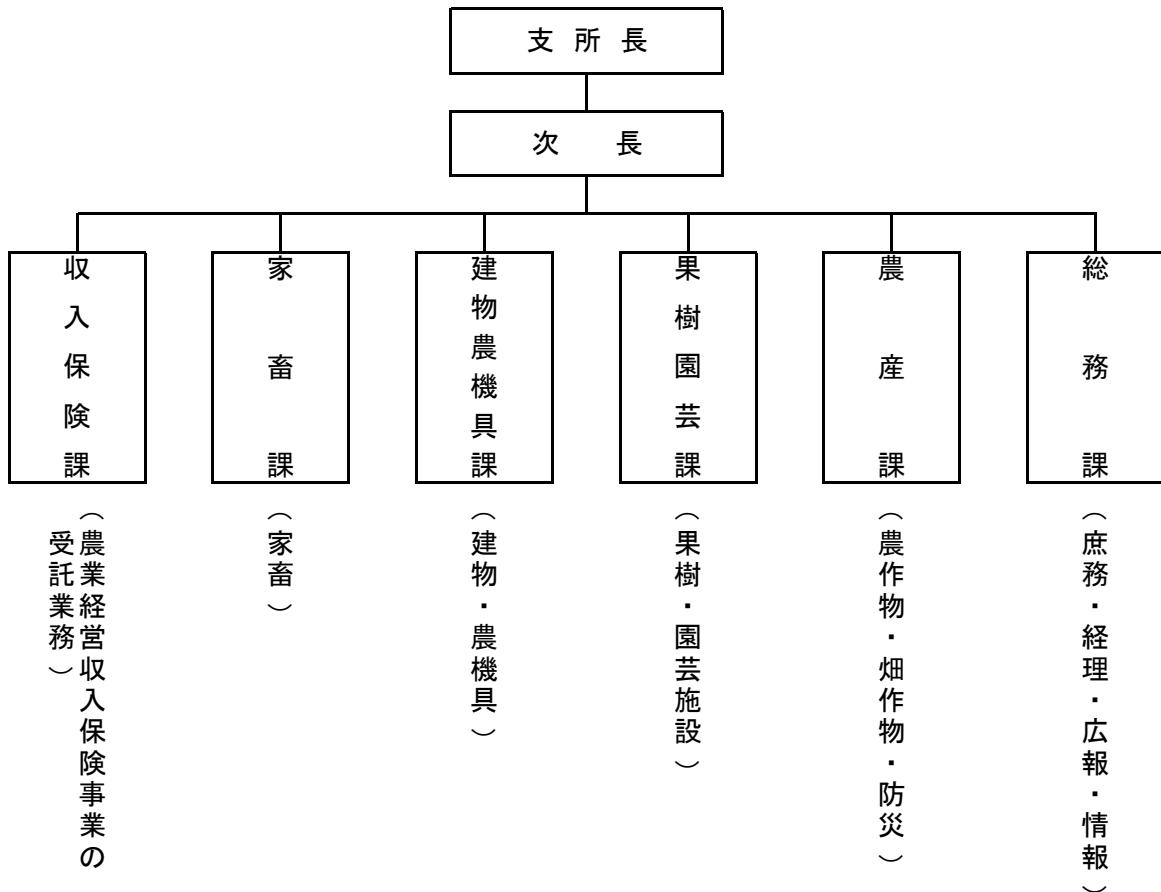 支所長
次長
総務課
（庶務・経理・広報・情報）
農産課
（農作物・畑作物・防災）
果樹園芸課
（果樹・園芸施設）
建物農機具課
（建物・農機具）
家畜課
（家畜）
収入保険課
（農業経営収入保険事業の
受託業務）